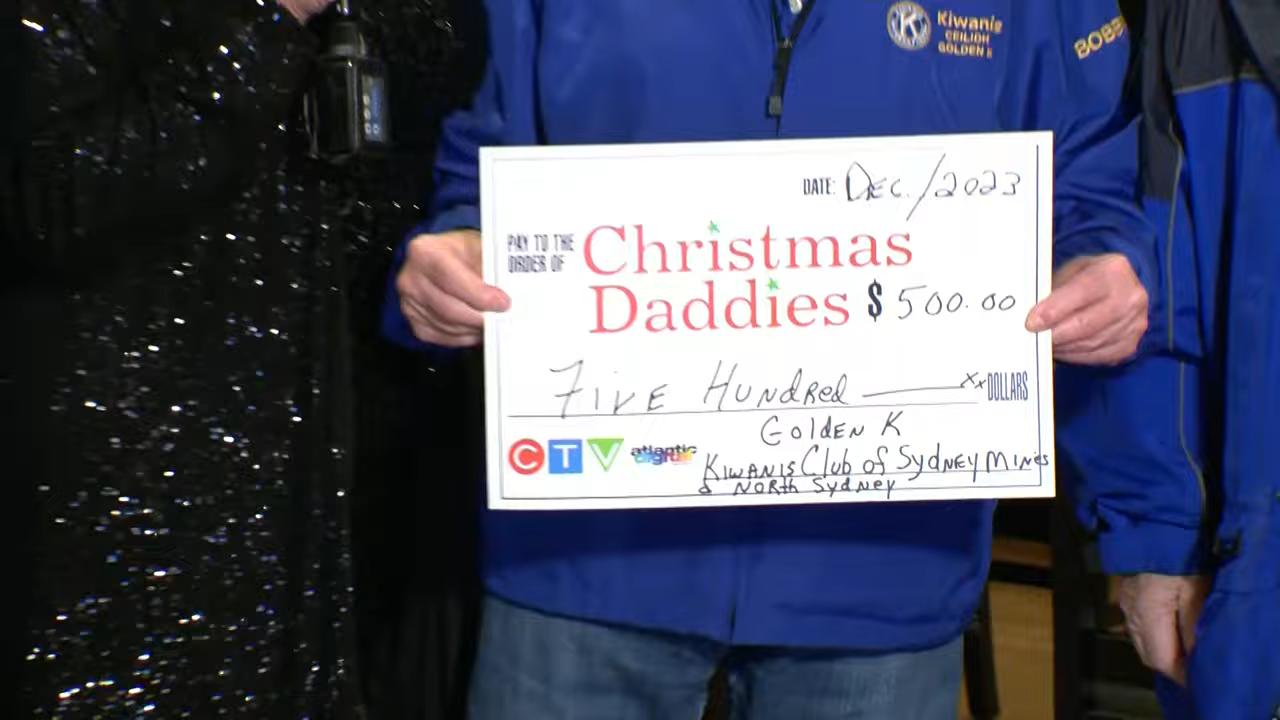 Kiwanis
CEILIDH
GOLDEN K
DATE: DEC. /2023
PAY TO THE
ORDER OF
Christmas
Daddies $ 500.00
FIVE HUNdREd xx DOLLARS
GOldEN K
CTV atlantic
digital
KIWANIS Club of SydNEY MINES
& NORth SydNEY